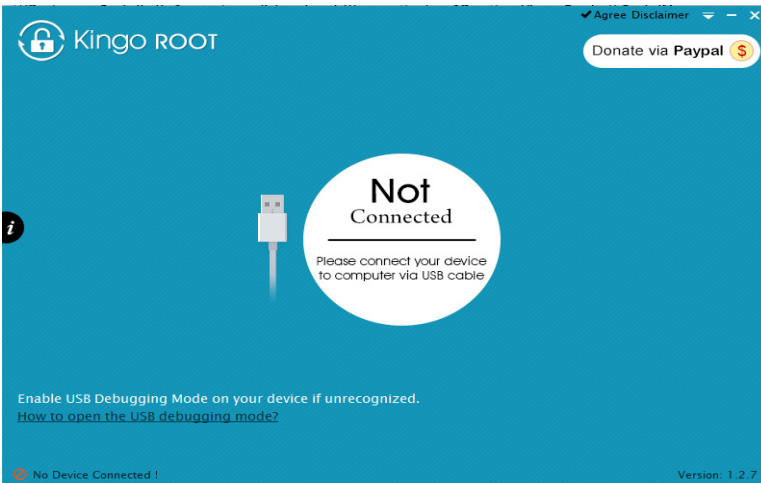 Agree Disclaimer
Kingo ROOT
Donate via Paypal $
Not
Connected
Please connect your device
to computer via USB cable
i
Enable USB Debugging Mode on your device if unrecognized.
How to open the USB debugging mode?
No Device Connected !
Version: 1.2.7